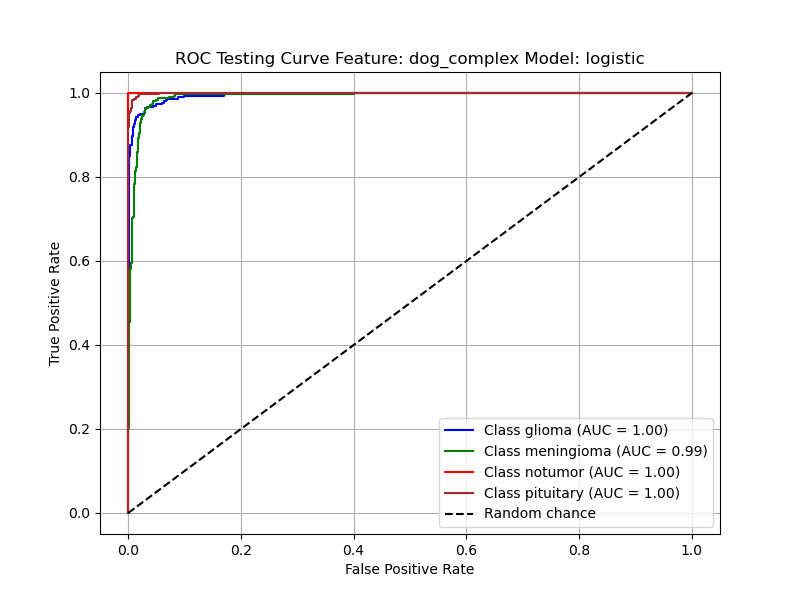 ROC Testing Curve Feature: dog_complex Model: logistic
True Positive Rate
1.0
0.8
0.6
0.4
0.2
0.0
Class glioma (AUC = 1.00)
Class meningioma (AUC = 0.99)
Class notumor (AUC = 1.00)
Class pituitary (AUC = 1.00)
Random chance
0.0 0.2 0.4 0.6 0.8 1.0
False Positive Rate